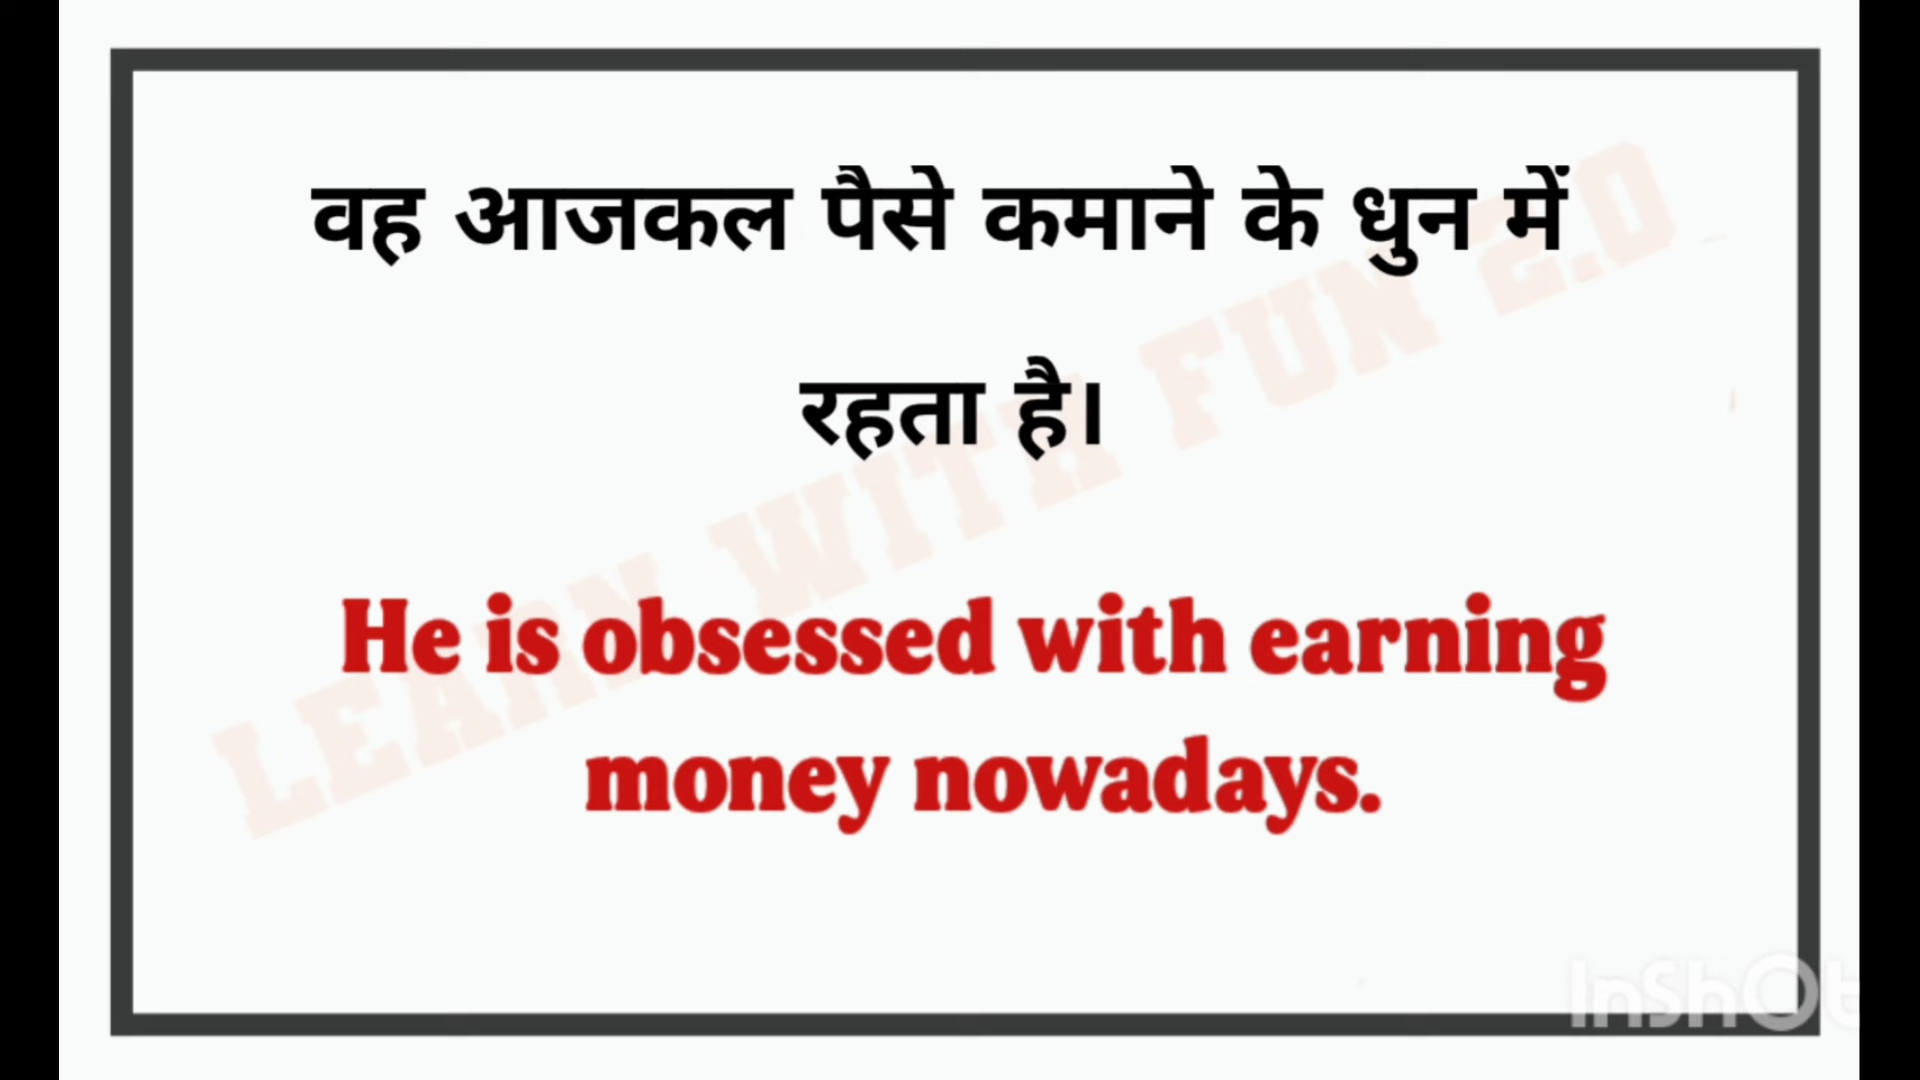 वह आजकल पैसे कमाने के धुन में
रहता है।
He is obsessed with earning
money nowadays.
LEARN WITH FUN 2.0
InShOt